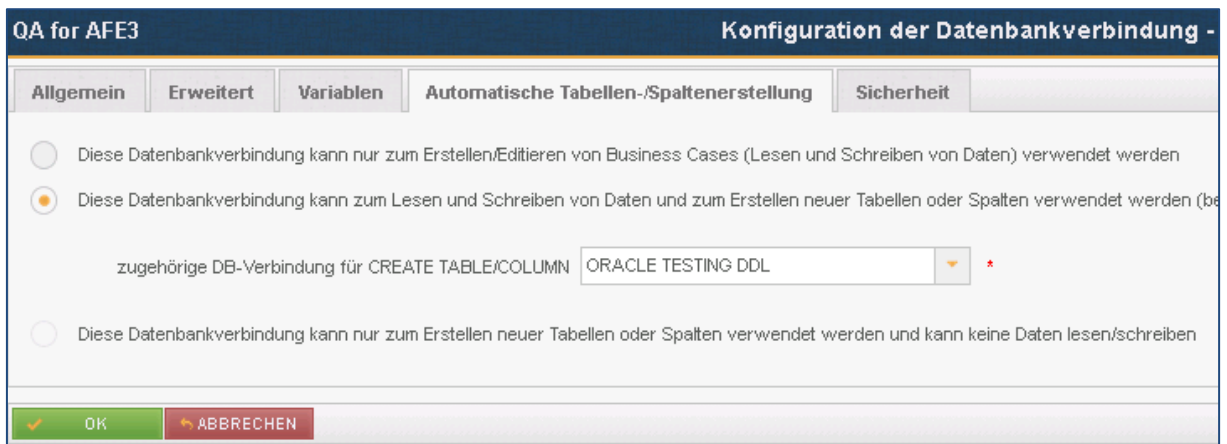 QA for AFE3
Konfiguration der Datenbankverbindung -
Allgemein
Erweitert
Variablen
Automatische Tabellen-/Spaltenerstellung
Sicherheit
Diese Datenbankverbindung kann nur zum Erstellen/Editieren von Business Cases (Lesen und Schreiben von Daten) verwendet werden
Diese Datenbankverbindung kann zum Lesen und Schreiben von Daten und zum Erstellen neuer Tabellen oder Spalten verwendet werden (be
zugehörige DB-Verbindung für CREATE TABLE/COLUMN
ORACLE TESTING DDL
*
Diese Datenbankverbindung kann nur zum Erstellen neuer Tabellen oder Spalten verwendet werden und kann keine Daten lesen/schreiben
OK
ABBRECHEN